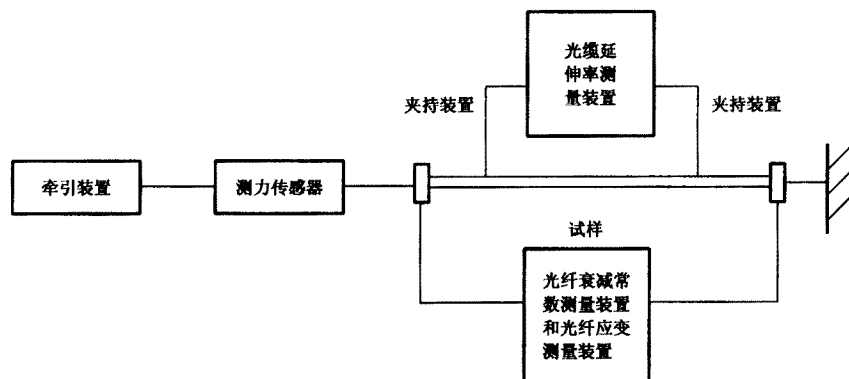 光缆延
伸率测
量装置
夹持装置
夹持装置
牵引装置
测力传感器
试样
光纤衰减常
数测量装置
和光纤应变
测量装置